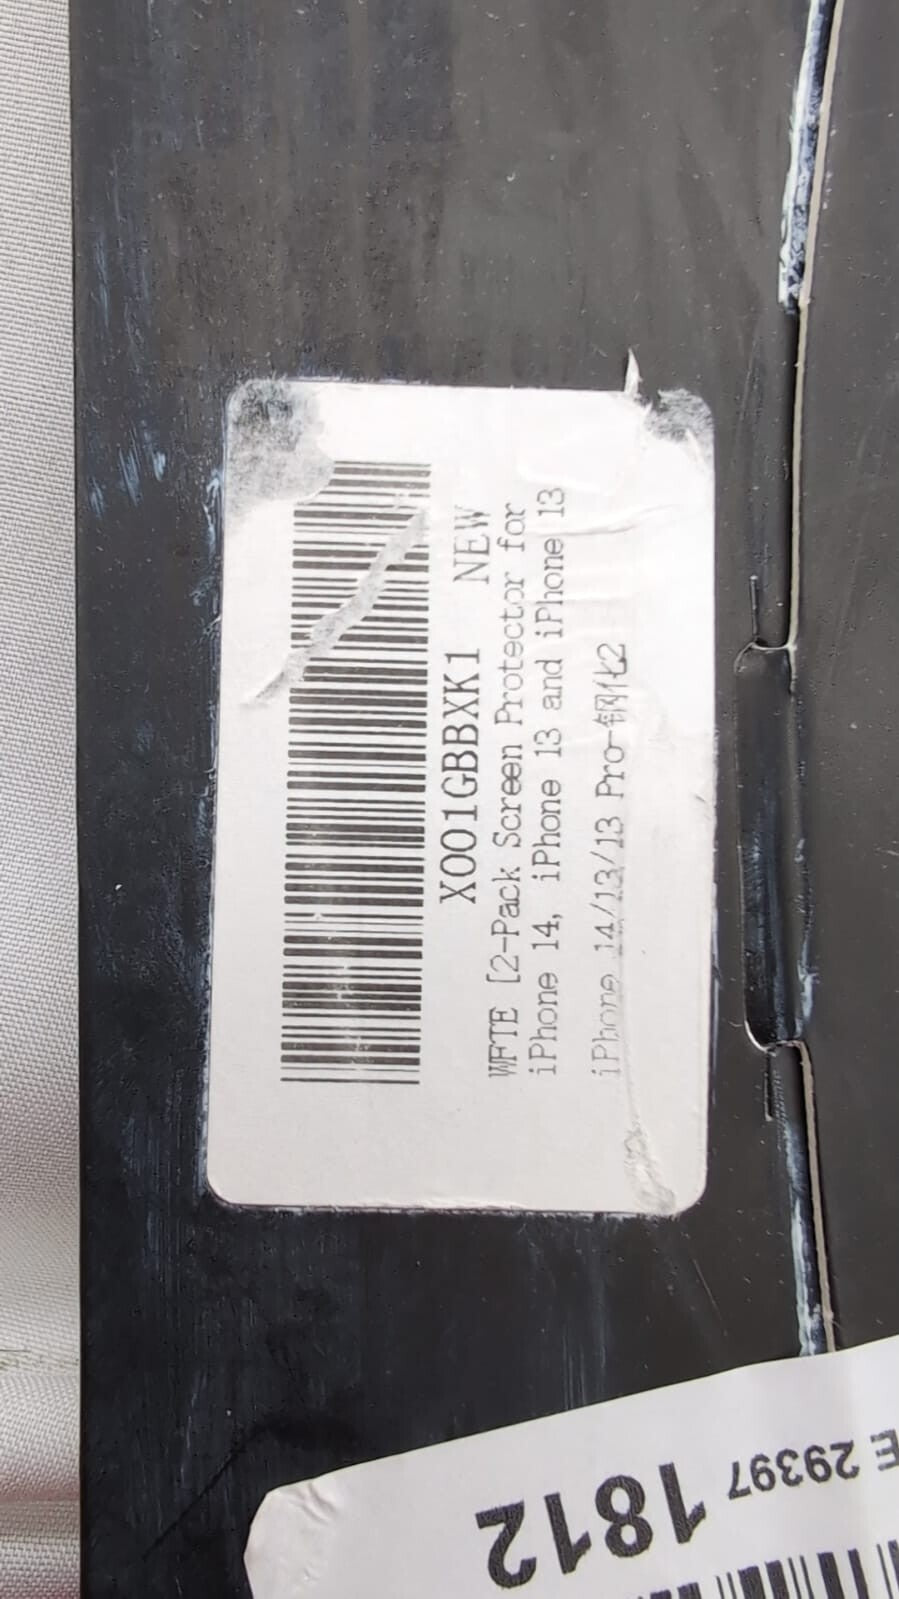 X001GBBXK1 NEW
WFTE [2-Pack Screen Protector for
iPhone 14, iPhone 13 and iPhone 13
iPhone 14/13/13 Pro-钢化2
E 29397 1812